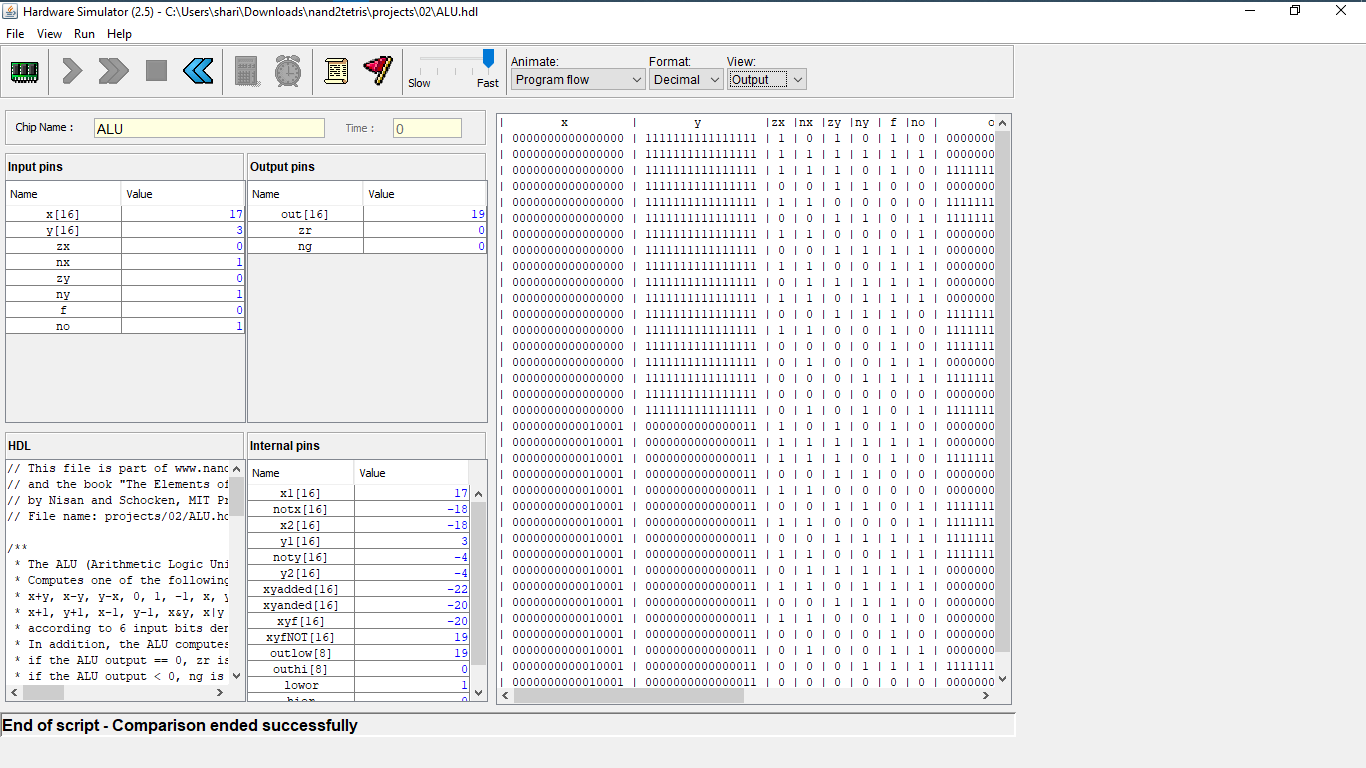 Hardware Simulator (2.5) - C:\Users\shari\Downloads\nand2tetris\projects\02\ALU.hdl
File View Run Help
Slow Fast
Animate: Format: View:
Program flow Decimal Output
Chip Name : ALU Time : 0
Input pins
Name Value
x[16] 17
y[16] 3
zx 0
nx 1
zy 0
ny 1
f 0
no 1
Output pins
Name Value
out[16] 19
zr 0
ng 0
HDL
// This file is part of www.nand
// and the book "The Elements of
// by Nisan and Schocken, MIT Pr
// File name: projects/02/ALU.hd
/**
* The ALU (Arithmetic Logic Uni
* Computes one of the following
* x+y, x-y, y-x, 0, 1, -1, x, y
* x+1, y+1, x-1, y-1, x&y, x|y
* according to 6 input bits den
* In addition, the ALU computes
* if the ALU output == 0, zr is
* if the ALU output < 0, ng is
Internal pins
Name Value
x1[16] 17
notx[16] -18
x2[16] -18
y1[16] 3
noty[16] -4
y2[16] -4
xyadded[16] -22
xyanded[16] -20
xyf[16] -20
xyfNOT[16] 19
outlow[8] 19
outhi[8] 0
lowor 1
hior 0
| x | y |zx |nx |zy |ny | f |no | o
| 0000000000000000 | 1111111111111111 | 1 | 0 | 1 | 0 | 1 | 0 | 0000000
| 0000000000000000 | 1111111111111111 | 1 | 1 | 1 | 1 | 1 | 1 | 0000000
| 0000000000000000 | 1111111111111111 | 1 | 1 | 1 | 0 | 1 | 0 | 1111111
| 0000000000000000 | 1111111111111111 | 0 | 0 | 1 | 1 | 0 | 0 | 0000000
| 0000000000000000 | 1111111111111111 | 1 | 1 | 0 | 0 | 0 | 0 | 1111111
| 0000000000000000 | 1111111111111111 | 0 | 0 | 1 | 1 | 0 | 1 | 1111111
| 0000000000000000 | 1111111111111111 | 1 | 1 | 0 | 0 | 0 | 1 | 0000000
| 0000000000000000 | 1111111111111111 | 0 | 0 | 1 | 1 | 1 | 1 | 0000000
| 0000000000000000 | 1111111111111111 | 1 | 1 | 0 | 0 | 1 | 1 | 0000000
| 0000000000000000 | 1111111111111111 | 0 | 1 | 1 | 1 | 1 | 1 | 0000000
| 0000000000000000 | 1111111111111111 | 1 | 1 | 0 | 1 | 1 | 1 | 0000000
| 0000000000000000 | 1111111111111111 | 0 | 0 | 1 | 1 | 1 | 0 | 1111111
| 0000000000000000 | 1111111111111111 | 1 | 1 | 0 | 0 | 1 | 0 | 1111111
| 0000000000000000 | 1111111111111111 | 0 | 0 | 0 | 0 | 1 | 0 | 1111111
| 0000000000000000 | 1111111111111111 | 0 | 1 | 0 | 0 | 1 | 1 | 0000000
| 0000000000000000 | 1111111111111111 | 0 | 0 | 0 | 1 | 1 | 1 | 1111111
| 0000000000000000 | 1111111111111111 | 0 | 0 | 0 | 0 | 0 | 0 | 0000000
| 0000000000000000 | 1111111111111111 | 0 | 1 | 0 | 1 | 0 | 1 | 1111111
| 0000000000010001 | 0000000000000011 | 1 | 0 | 1 | 0 | 1 | 0 | 0000000
| 0000000000010001 | 0000000000000011 | 1 | 1 | 1 | 1 | 1 | 1 | 0000000
| 0000000000010001 | 0000000000000011 | 1 | 1 | 1 | 0 | 1 | 0 | 1111111
| 0000000000010001 | 0000000000000011 | 0 | 0 | 1 | 1 | 0 | 0 | 0000000
| 0000000000010001 | 0000000000000011 | 1 | 1 | 0 | 0 | 0 | 0 | 0000000
| 0000000000010001 | 0000000000000011 | 0 | 0 | 1 | 1 | 0 | 1 | 1111111
| 0000000000010001 | 0000000000000011 | 1 | 1 | 0 | 0 | 0 | 1 | 1111111
| 0000000000010001 | 0000000000000011 | 0 | 0 | 1 | 1 | 1 | 1 | 1111111
| 0000000000010001 | 0000000000000011 | 1 | 1 | 0 | 0 | 1 | 1 | 1111111
| 0000000000010001 | 0000000000000011 | 0 | 1 | 1 | 1 | 1 | 1 | 0000000
| 0000000000010001 | 0000000000000011 | 1 | 1 | 0 | 1 | 1 | 1 | 0000000
| 0000000000010001 | 0000000000000011 | 0 | 0 | 1 | 1 | 1 | 0 | 0000000
| 0000000000010001 | 0000000000000011 | 1 | 1 | 0 | 0 | 1 | 0 | 0000000
| 0000000000010001 | 0000000000000011 | 0 | 0 | 0 | 0 | 1 | 0 | 0000000
| 0000000000010001 | 0000000000000011 | 0 | 1 | 0 | 0 | 1 | 1 | 0000000
| 0000000000010001 | 0000000000000011 | 0 | 0 | 0 | 1 | 1 | 1 | 1111111
| 0000000000010001 | 0000000000000011 | 0 | 0 | 0 | 0 | 0 | 0 | 0000000
End of script - Comparison ended successfully